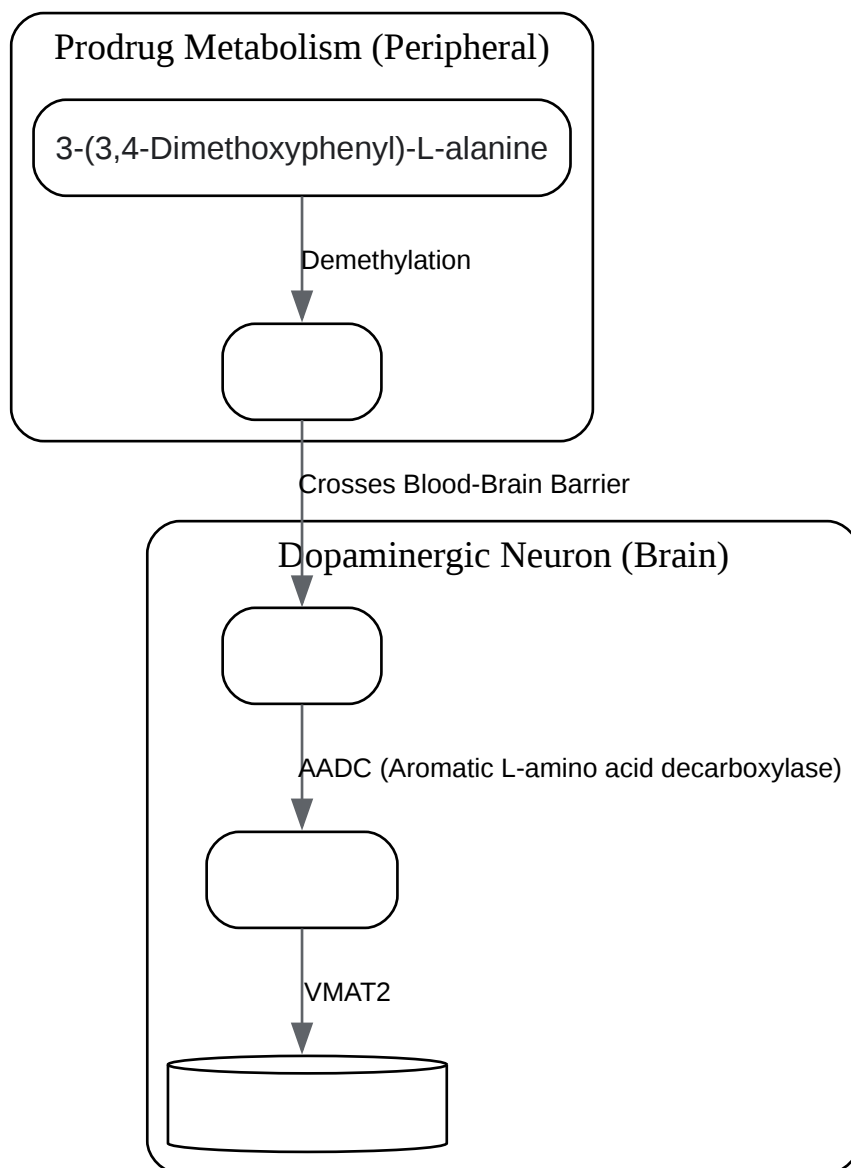 Prodrug Metabolism (Peripheral)
3-(3,4-Dimethoxyphenyl)-L-alanine
Demethylation
Crosses Blood-Brain Barrier
Dopaminergic Neuron (Brain)
AADC (Aromatic L-amino acid decarboxylase)
VMAT2